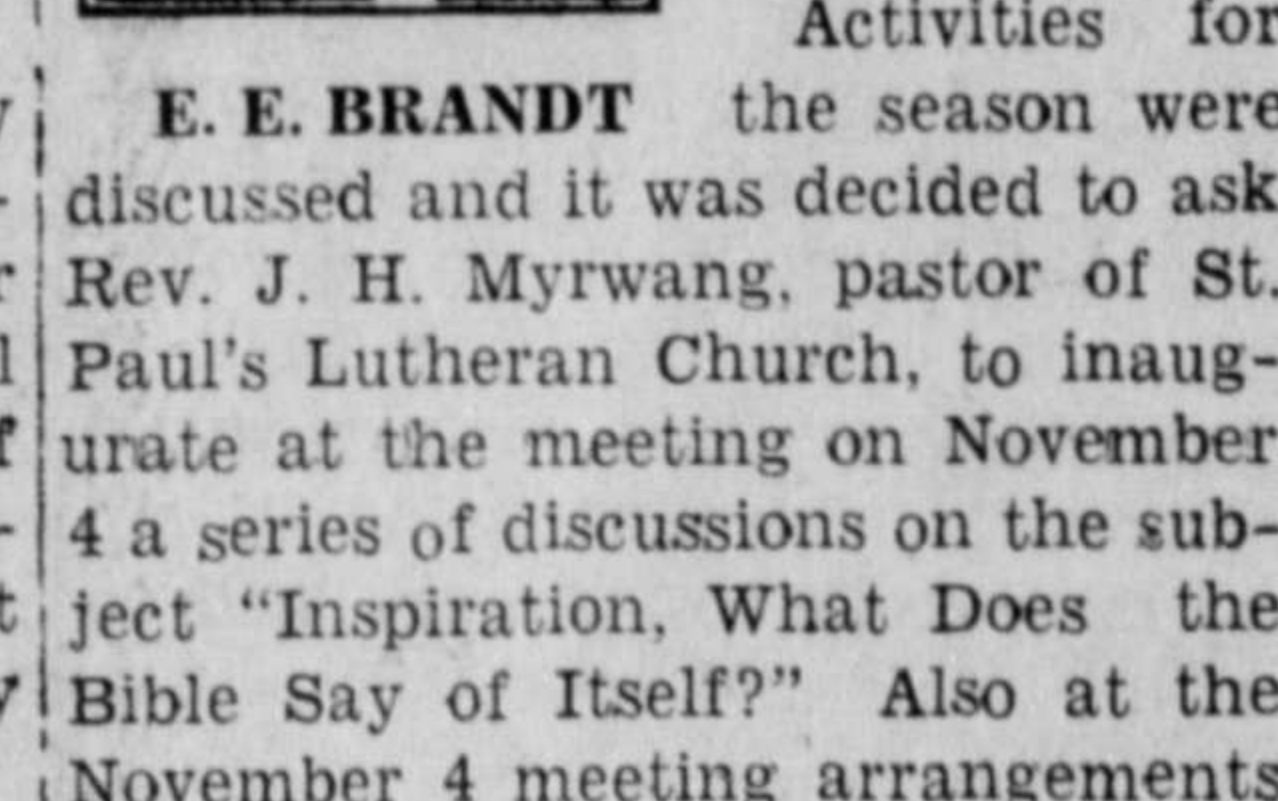 Activities for
E. E. BRANDT the season were
discussed and it was decided to ask
Rev. J. H. Myrwang, pastor of St.
Paul's Lutheran Church, to inaug-
urate at the meeting on November
4 a series of discussions on the sub-
ject "Inspiration, What Does the
Bible Say of Itself?" Also at the
November 4 meeting arrangements